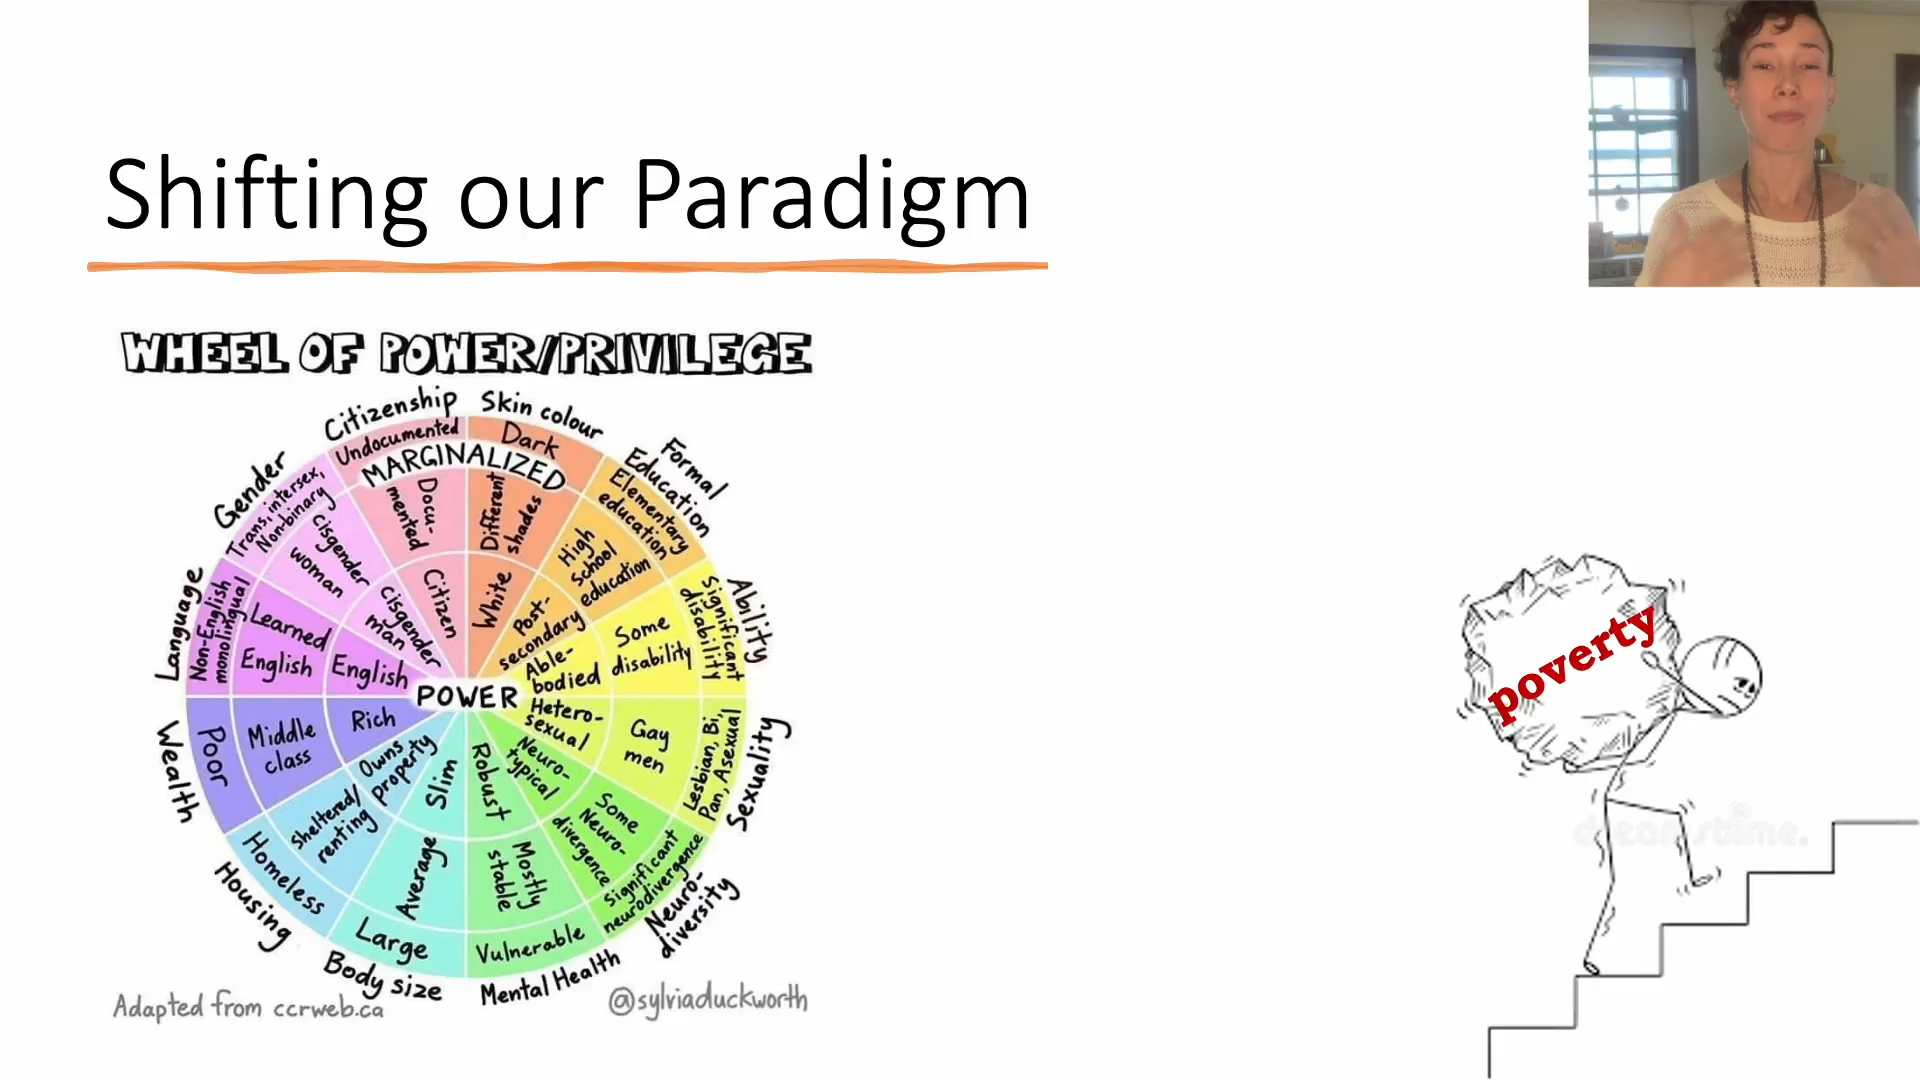 Shifting our Paradigm
WHEEL OF POWER/PRIVILEGE
Citizenship
Undocumented
Docu-
mented
Citizen
Skin colour
Dark
Different
shades
White
MARGINALIZED
Formal
Education
Elementary
education
High
school
education
Post-
secondary
Ability
Significant
disability
Some
disability
Able-
bodied
Sexuality
Lesbian, Bi,
Pan, Asexual
Gay
men
Hetero-
sexual
Neuro-
diversity
Significant
neurodivergence
Some
Neuro-
divergence
Neuro-
typical
Mental Health
Vulnerable
Mostly
stable
Robust
Body size
Large
Average
Slim
Housing
Homeless
Sheltered/
renting
Owns
property
Wealth
Poor
Middle
class
Rich
Language
Non-English
monolingual
Learned
English
English
Gender
Trans, intersex,
Non-binary
Cisgender
woman
Cisgender
man
POWER
Adapted from ccrweb.ca
@sylviaduckworth
poverty
dreamstime.